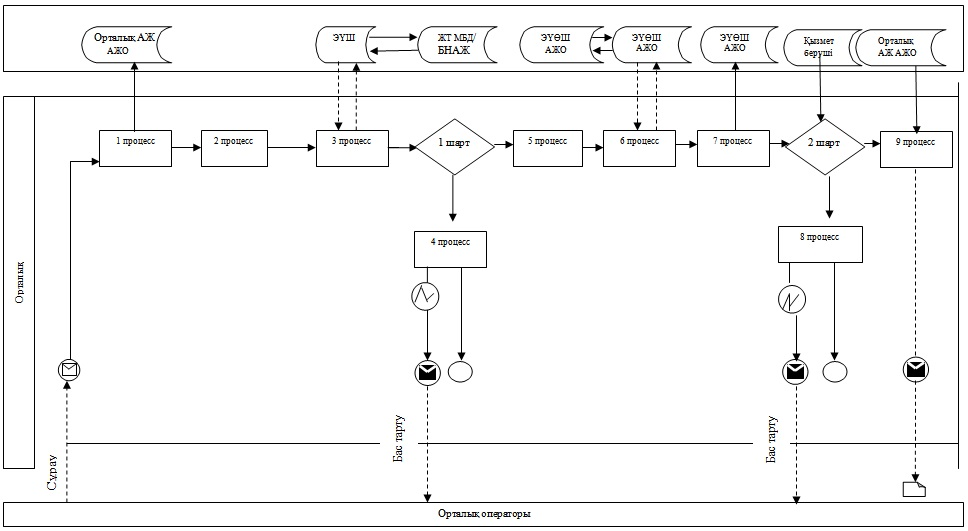 Орталық АЖ
АЖО
ЭҮШ
ЖТ МБД/
БНАЖ
ЭҮӨШ
АЖО
ЭҮӨШ
АЖО
ЭҮӨШ
АЖО
Қызмет
беруші
Орталық
АЖ АЖО
1 процесс
2 процесс
3 процесс
1 шарт
5 процесс
6 процесс
7 процесс
2 шарт
9 процесс
4 процесс
8 процесс
Орталық
Сұрау
Бас тарту
Бас тарту
Орталық операторы